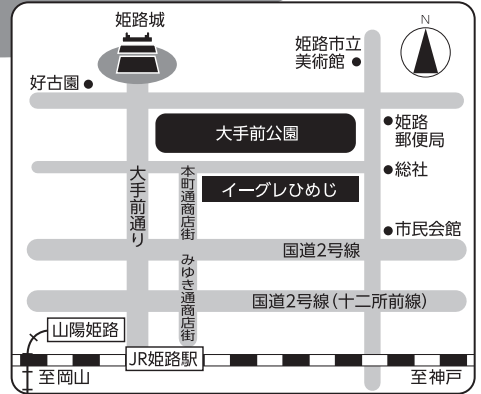 姫路城
N
姫路市立
美術館
好古園
大手前公園
姫路
郵便局
総社
大手前通り
本町通商店街
イーグレひめじ
市民会館
国道2号線
みゆき通商店街
国道2号線(十二所前線)
山陽姫路
JR姫路駅
至岡山
至神戸